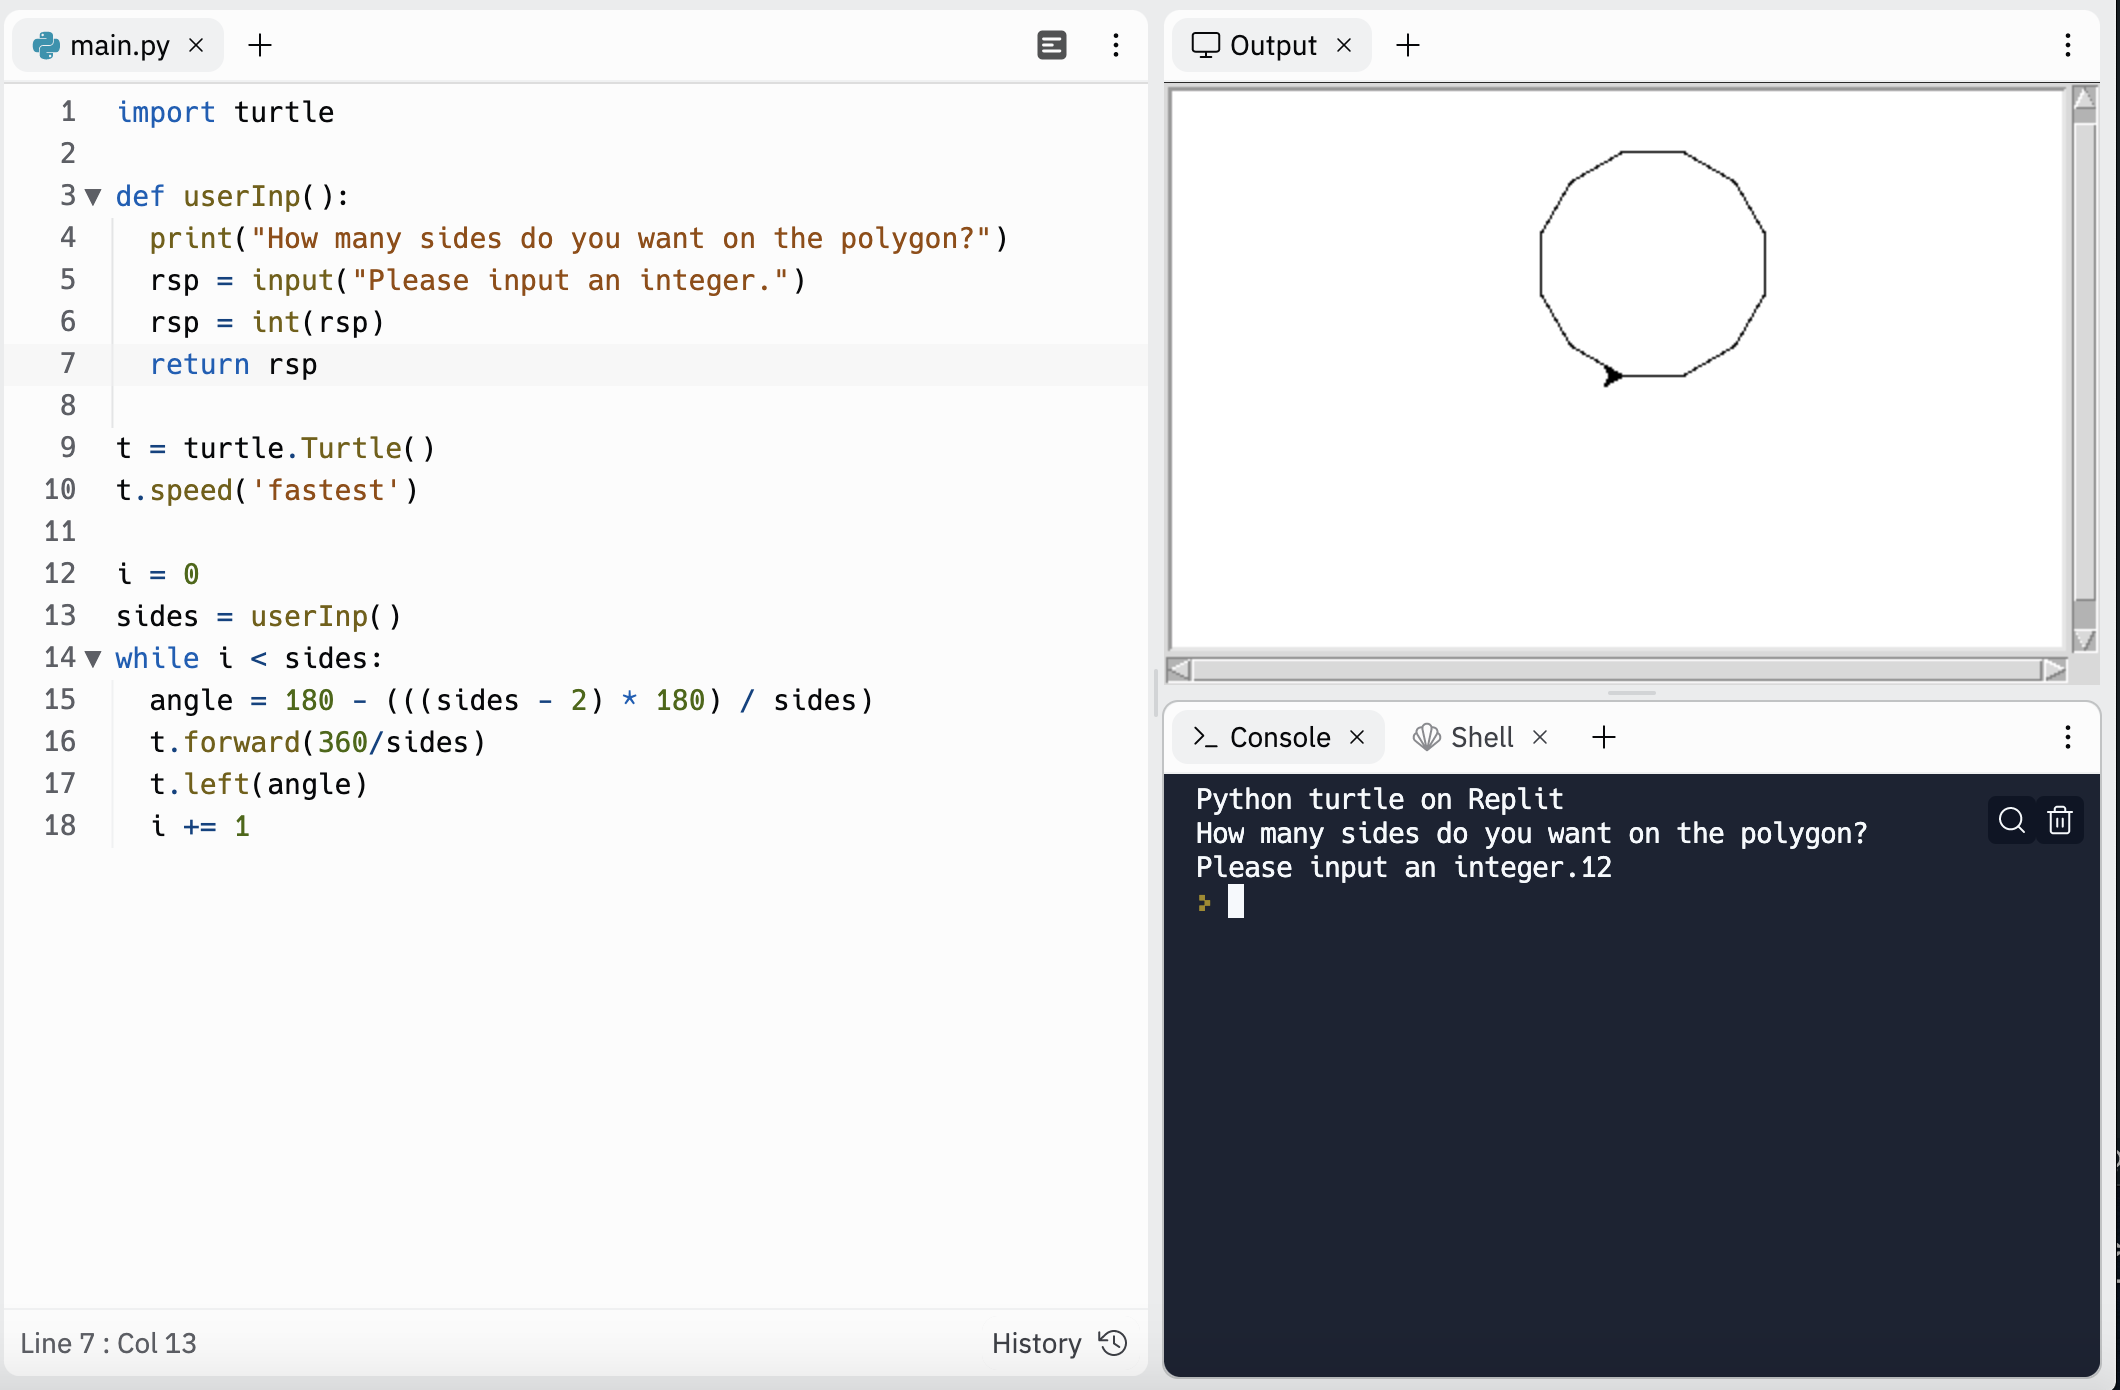 main.py
1 import turtle
2
3 def userInp():
4 print("How many sides do you want on the polygon?")
5 rsp = input("Please input an integer.")
6 rsp = int(rsp)
7 return rsp
8
9 t = turtle.Turtle()
10 t.speed('fastest')
11
12 i = 0
13 sides = userInp()
14 while i < sides:
15 angle = 180 - (((sides - 2) * 180) / sides)
16 t.forward(360/sides)
17 t.left(angle)
18 i += 1
Line 7 : Col 13 History
Output
Console Shell
Python turtle on Replit
How many sides do you want on the polygon?
Please input an integer.12